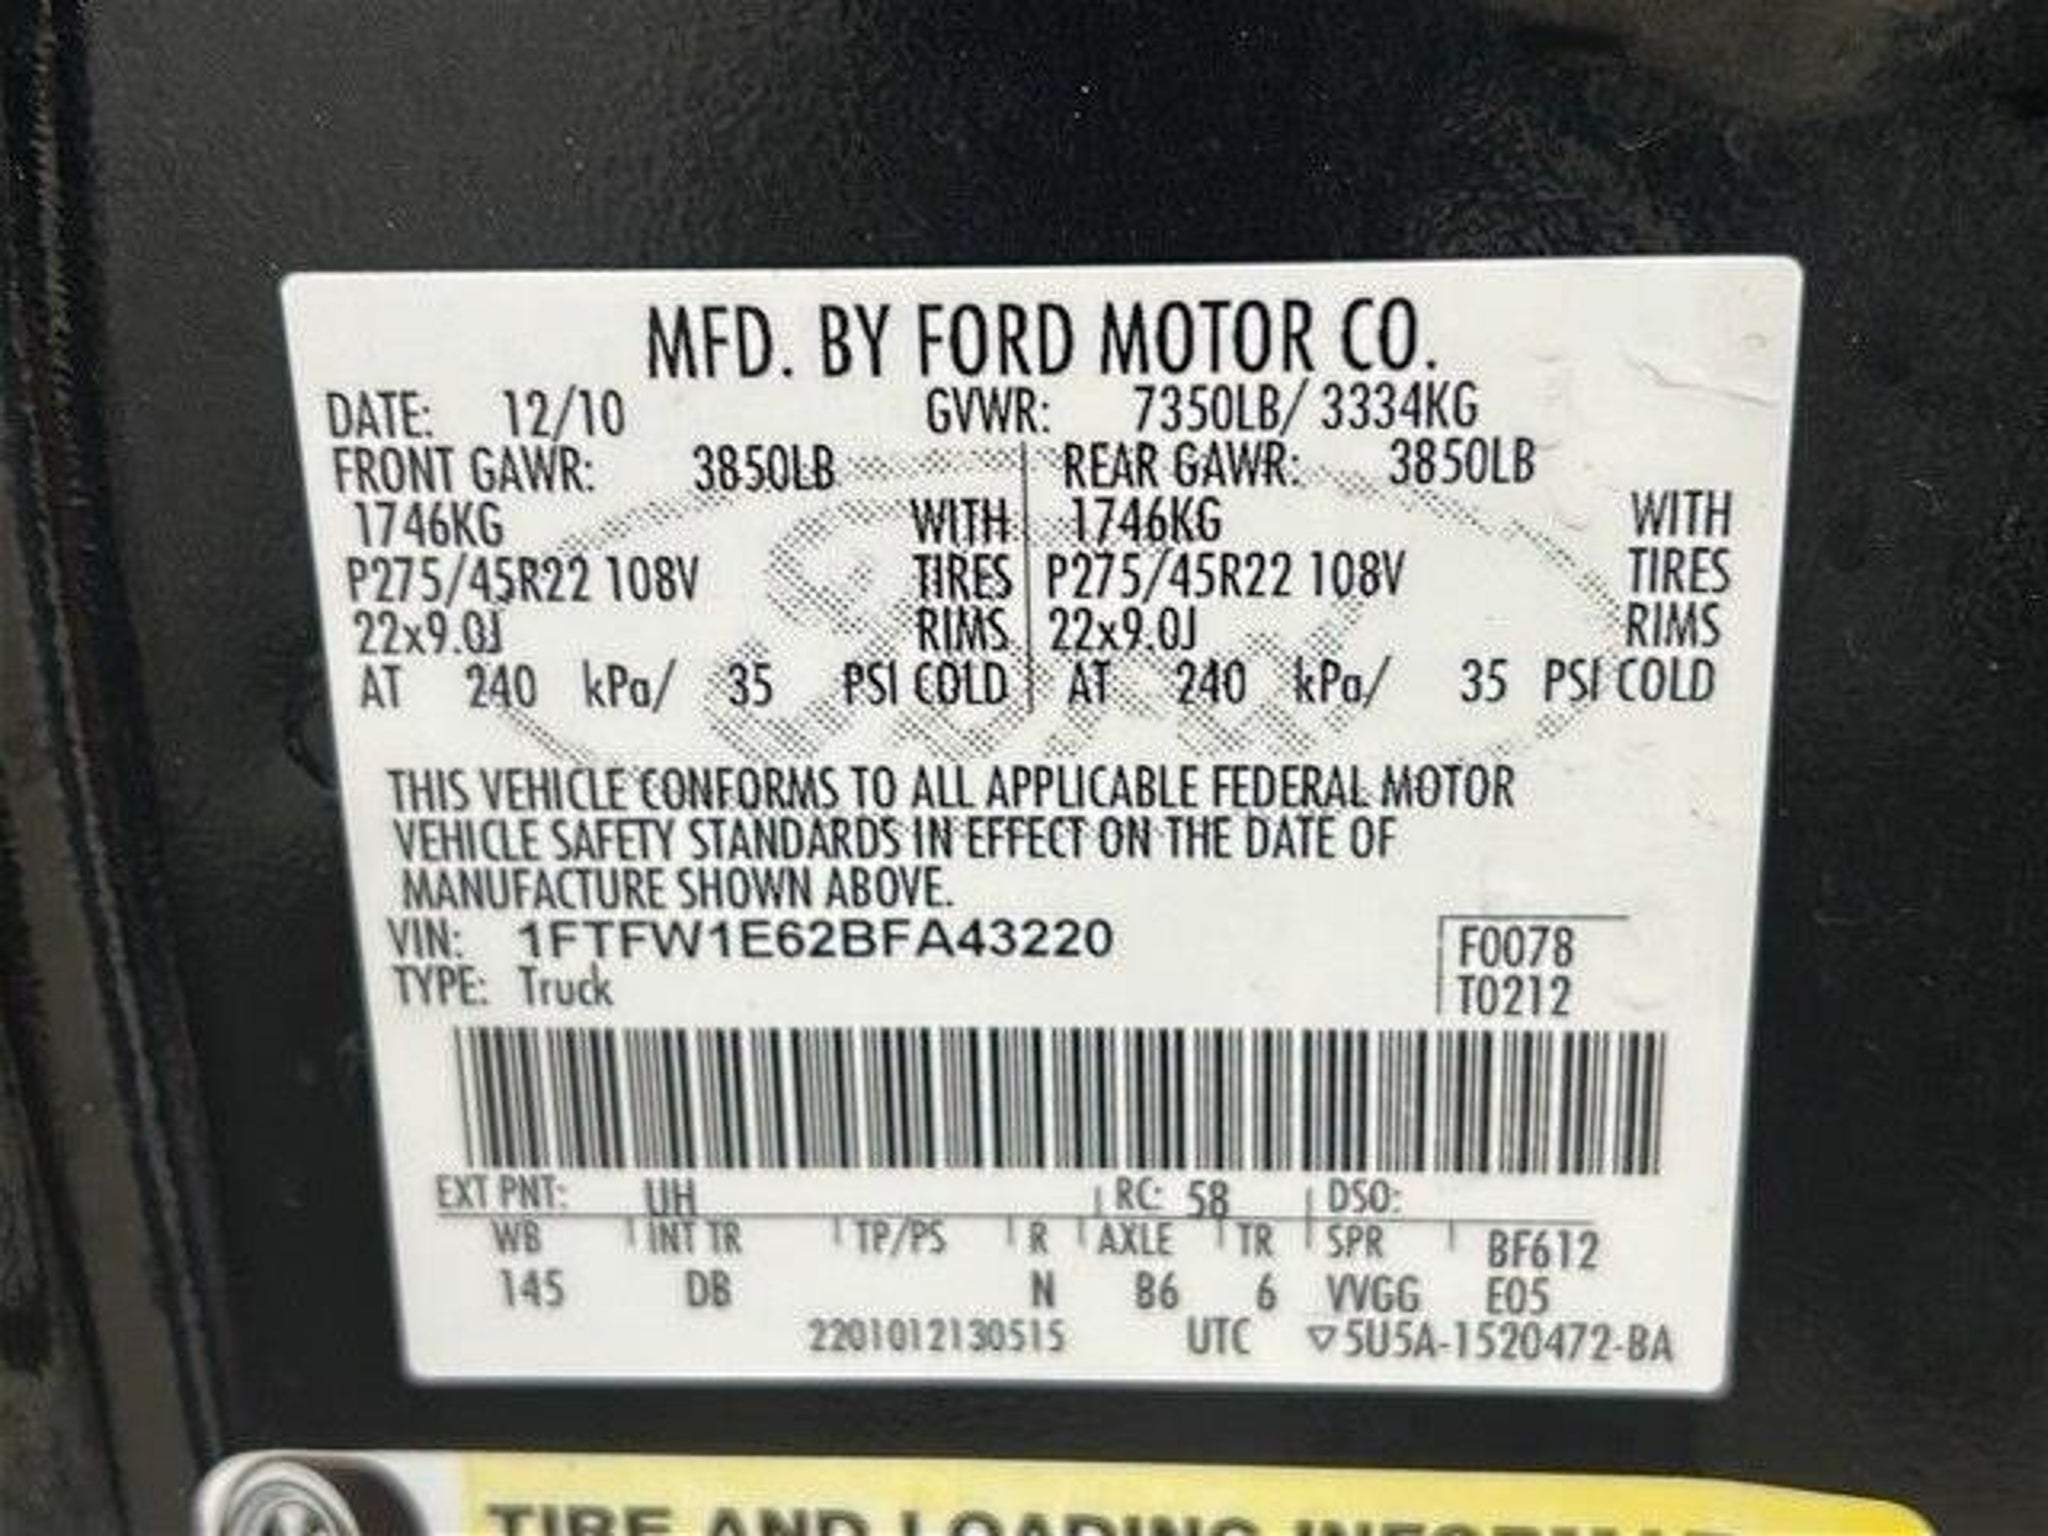 MFD. BY FORD MOTOR CO.
DATE: 12/10 GVWR: 7350LB/ 3334KG
FRONT GAWR: 3850LB REAR GAWR: 3850LB
1746KG WITH 1746KG WITH
P275/45R22 108V TIRES P275/45R22 108V TIRES
22x9.0J RIMS 22x9.0J RIMS
AT 240 kPa/ 35 PSI COLD AT 240 kPa/ 35 PSI COLD
THIS VEHICLE CONFORMS TO ALL APPLICABLE FEDERAL MOTOR
VEHICLE SAFETY STANDARDS IN EFFECT ON THE DATE OF
MANUFACTURE SHOWN ABOVE.
VIN: 1FTFW1E62BFA43220 F0078
TYPE: Truck T0212
EXT PNT: UH RC: 58 DSO:
WB INT TR TP/PS R AXLE TR SPR BF612
145 DB N B6 6 VVGG E05
2201012130515 UTC ▽5U5A-1520472-BA
TIRE AND LOADING